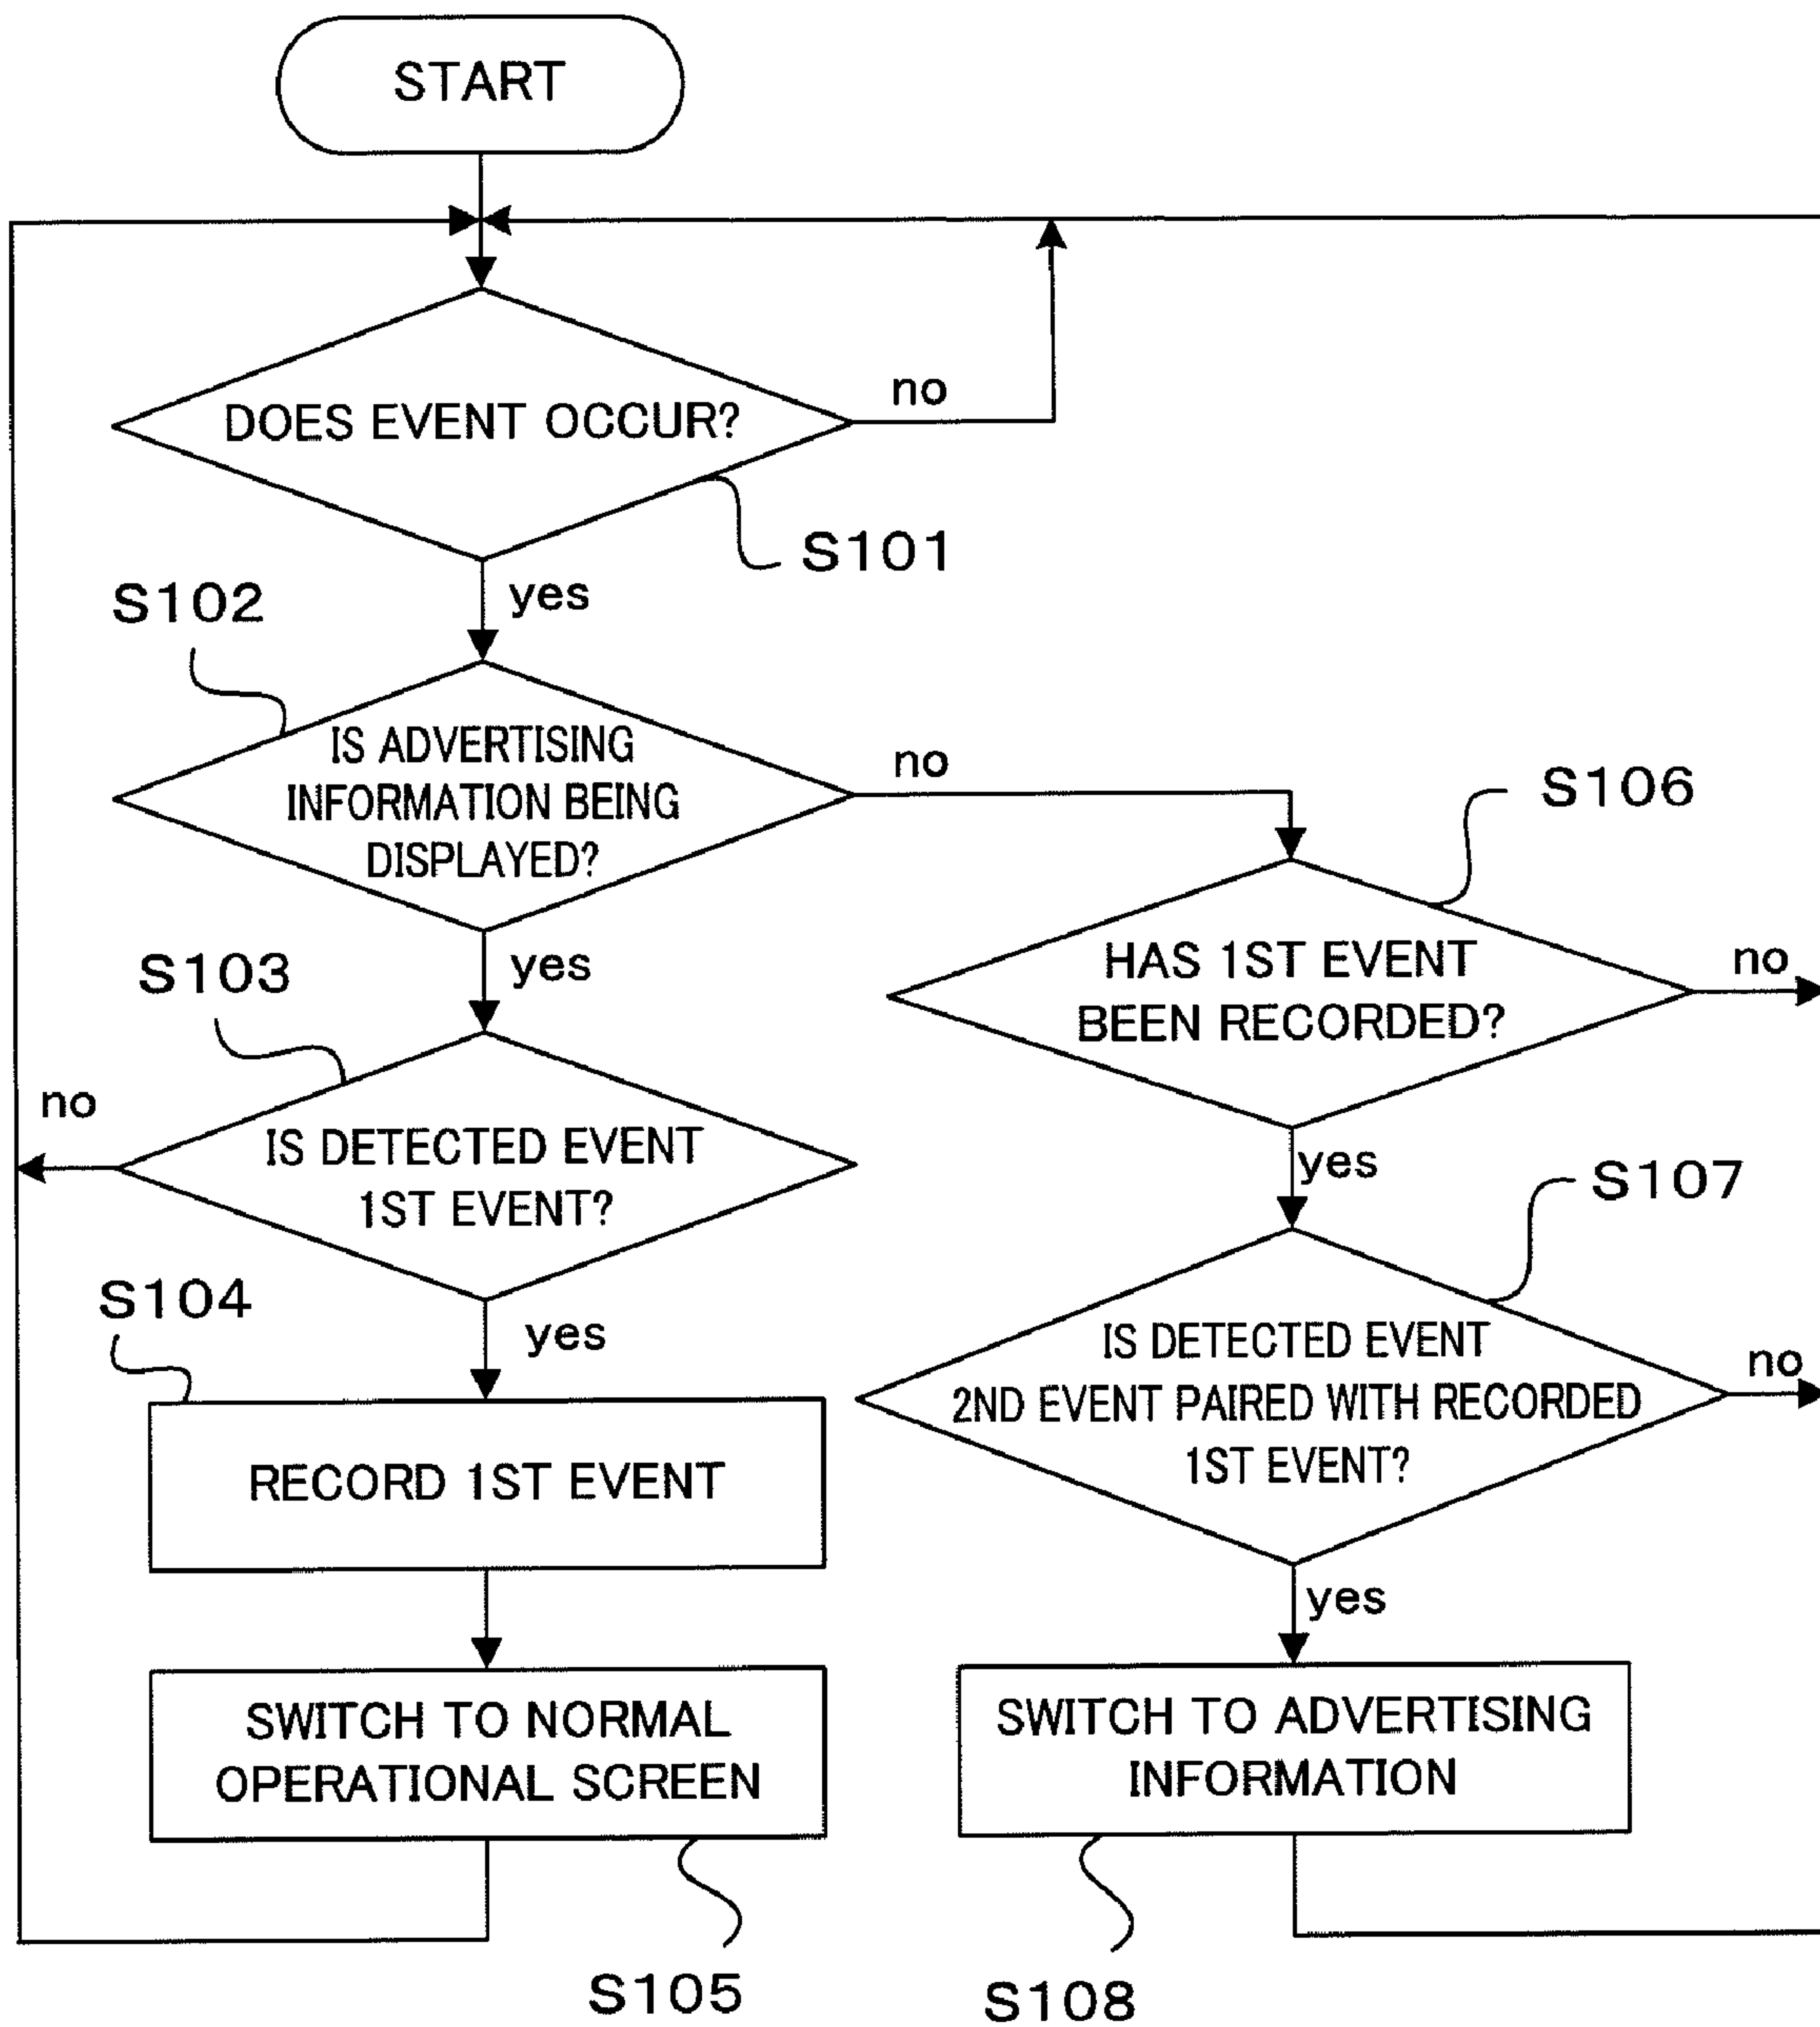 START
DOES EVENT OCCUR?
no
S101
yes
S102
IS ADVERTISING
INFORMATION BEING
DISPLAYED?
no
yes
S103
IS DETECTED EVENT
1ST EVENT?
no
yes
S104
RECORD 1ST EVENT
SWITCH TO NORMAL
OPERATIONAL SCREEN
S105
S106
HAS 1ST EVENT
BEEN RECORDED?
no
yes
S107
IS DETECTED EVENT
2ND EVENT PAIRED WITH RECORDED
1ST EVENT?
no
yes
SWITCH TO ADVERTISING
INFORMATION
S108